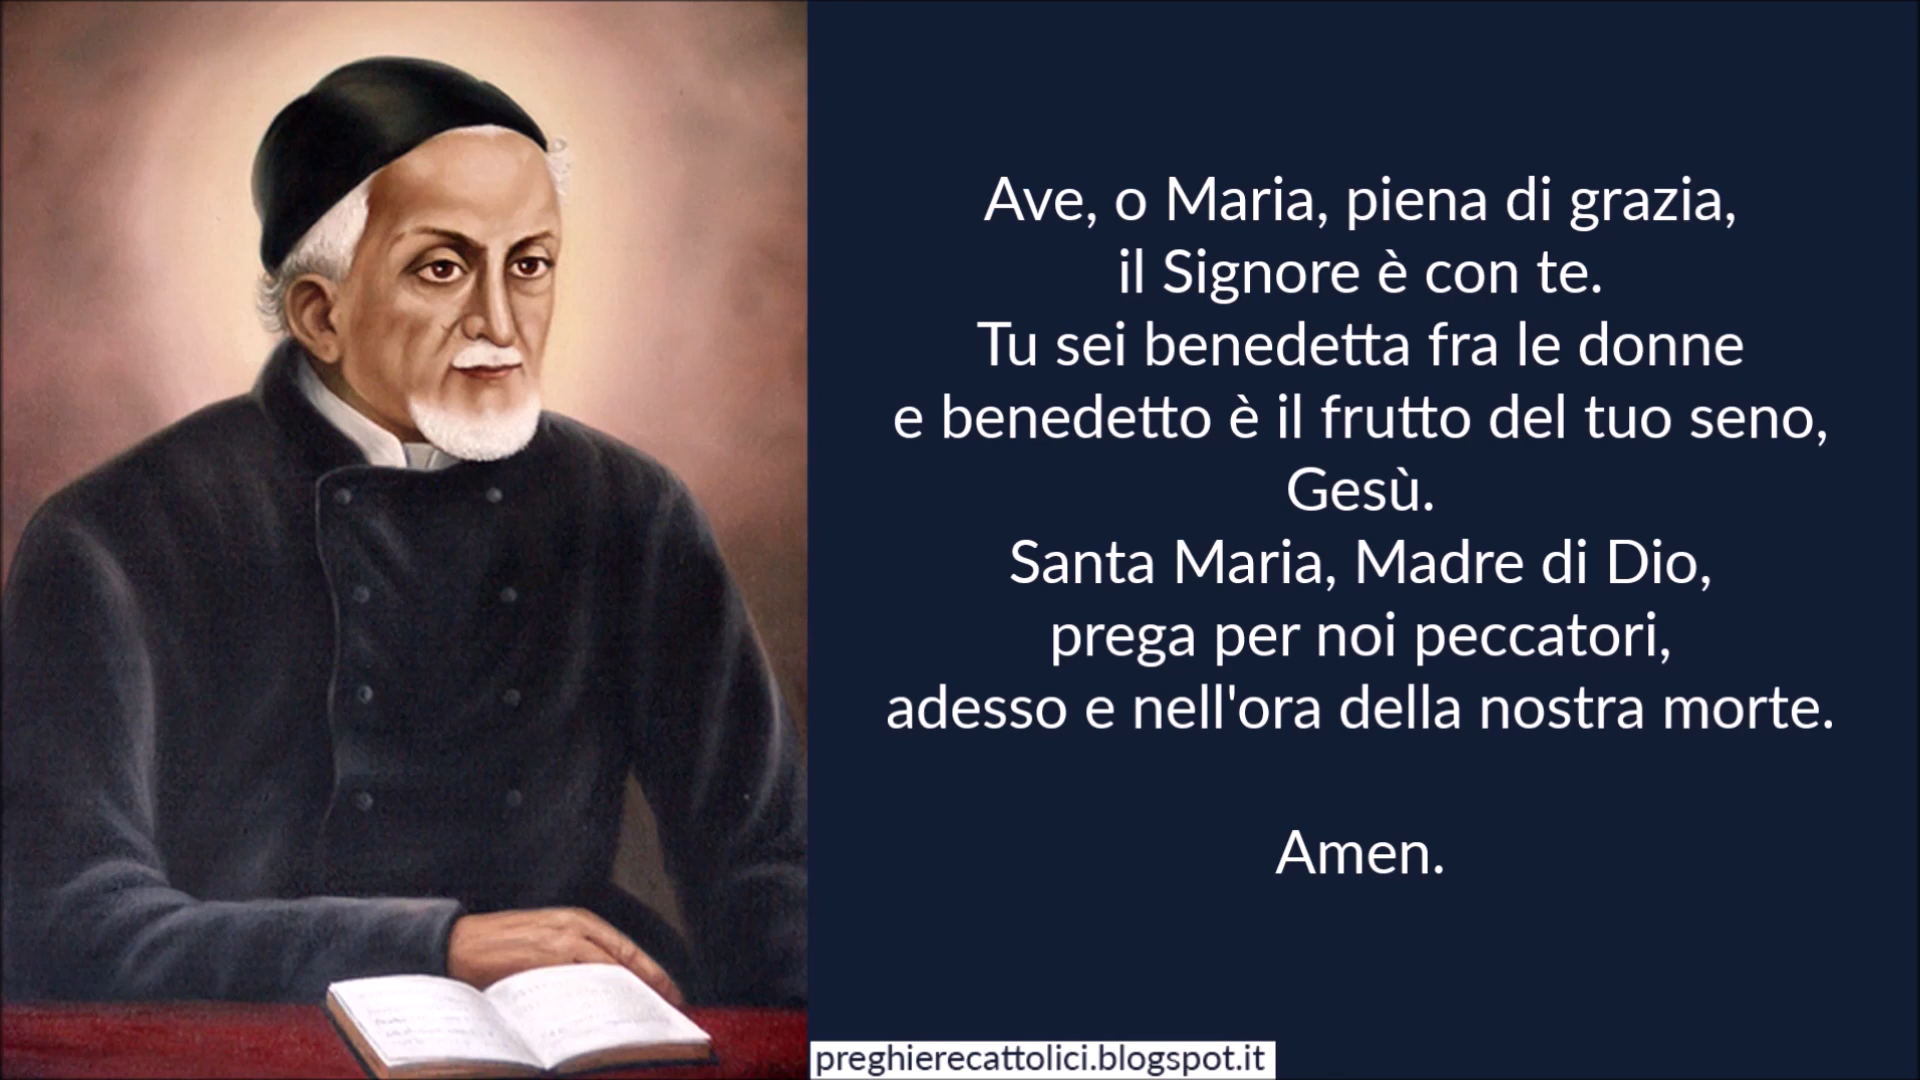 Ave, o Maria, piena di grazia,
il Signore è con te.
Tu sei benedetta fra le donne
e benedetto è il frutto del tuo seno,
Gesù.
Santa Maria, Madre di Dio,
prega per noi peccatori,
adesso e nell'ora della nostra morte.
Amen.
preghierecattolici.blogspot.it